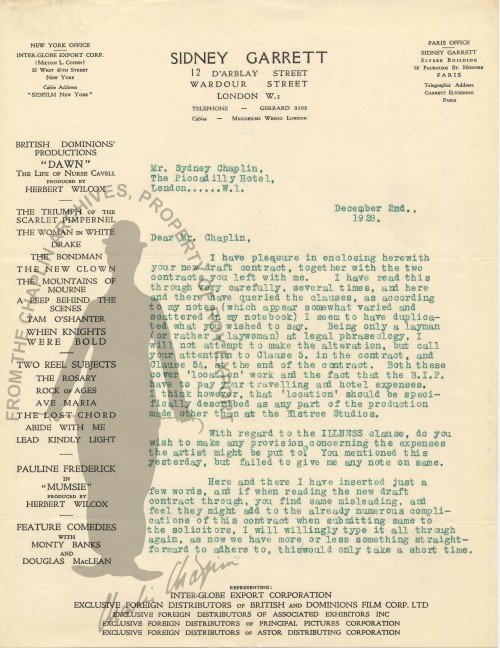 NEW YORK OFFICE
INTER-GLOBE EXPORT CORP.
(MILTON L. COHEN)
55 WEST 45TH STREET
NEW YORK
CABLE ADDRESS
"SIDFILM NEW YORK"
SIDNEY GARRETT
12 D'ARBLAY STREET
WARDOUR STREET
LONDON W.1
TELEPHONE — GERRARD
CABLES — WESDO LONDON
PARIS OFFICE
SIDNEY GARRETT
ELYSEE BUILDING
56 FAUBOURG ST. HONORE
PARIS
TELEGRAPHIC ADDRESS
GARRETT ELYBUDING
PARIS
BRITISH DOMINIONS'
PRODUCTIONS
"DAWN"
THE LIFE OF NURSE CAVELL
PRODUCED BY
HERBERT WILCOX
THE TRIUMPH OF THE
SCARLET PIMPERNEL
THE WOMAN IN WHITE
DRAKE
THE BONDMAN
THE NEW CLOWN
THE MOUNTAINS OF
MOURNE
A PEEP BEHIND THE
SCENES
TAM O'SHANTER
WHEN KNIGHTS
WERE BOLD
TWO REEL SUBJECTS
THE ROSARY
ROCK OF AGES
AVE MARIA
THE LOST CHORD
ABIDE WITH ME
LEAD KINDLY LIGHT
PAULINE FREDERICK
IN
"MUMSIE"
PRODUCED BY
HERBERT WILCOX
FEATURE COMEDIES
WITH
MONTY BANKS
AND
DOUGLAS MACLEAN
Mr. Sydney Chaplin,
The Piccadilly Hotel,
London......W.1.
December 2nd.,
1928.
Dear Mr. Chaplin,
I have pleasure in enclosing herewith
your new draft contract, together with the two
contracts you left with me. I have read this
through very carefully, several times, and here
and there have queried the clauses, as according
to my notes (which appear somewhat varied and
scattered in my notebook) I seem to have duplica-
ted what you wished to say. Being only a layman
(or rather a laywoman) at legal phraseology, I
will not attempt to make the alteration, but call
your attention to Clause 5, in the contract, and
Clause 5A, at the end of the contract. Both these
cover 'location' work and the fact that the B.I.P.
have to pay your travelling and hotel expenses.
I think however, that 'location' should be speci-
fically described as any part of the production
made other than at the Elstree Studios.
With regard to the ILLNESS clause, do you
wish to make any provision concerning the expenses
the artist might be put to? You mentioned this
yesterday, but failed to give me any note on same.
Here and there I have inserted just a
few words, and if when reading the new draft
contract through, you find same misleading, and
feel they might add to the already numerous compli-
cations of this contract when submitting same to
the solicitors, I will willingly type it all through
again, as now we have more or less something straight-
forward to adhere to, thiswould only take a short time.
REPRESENTING:
INTER-GLOBE EXPORT CORPORATION
EXCLUSIVE FOREIGN DISTRIBUTORS OF BRITISH AND DOMINIONS FILM CORP. LTD
EXCLUSIVE FOREIGN DISTRIBUTORS OF ASSOCIATED EXHIBITORS INC
EXCLUSIVE FOREIGN DISTRIBUTORS OF PRINCIPAL PICTURES CORPORATION
EXCLUSIVE FOREIGN DISTRIBUTORS OF ASTOR DISTRIBUTING CORPORATION
FROM THE CHAPLIN ARCHIVES, PROPERTY OF ROY EXPORT
Charlie Chaplin